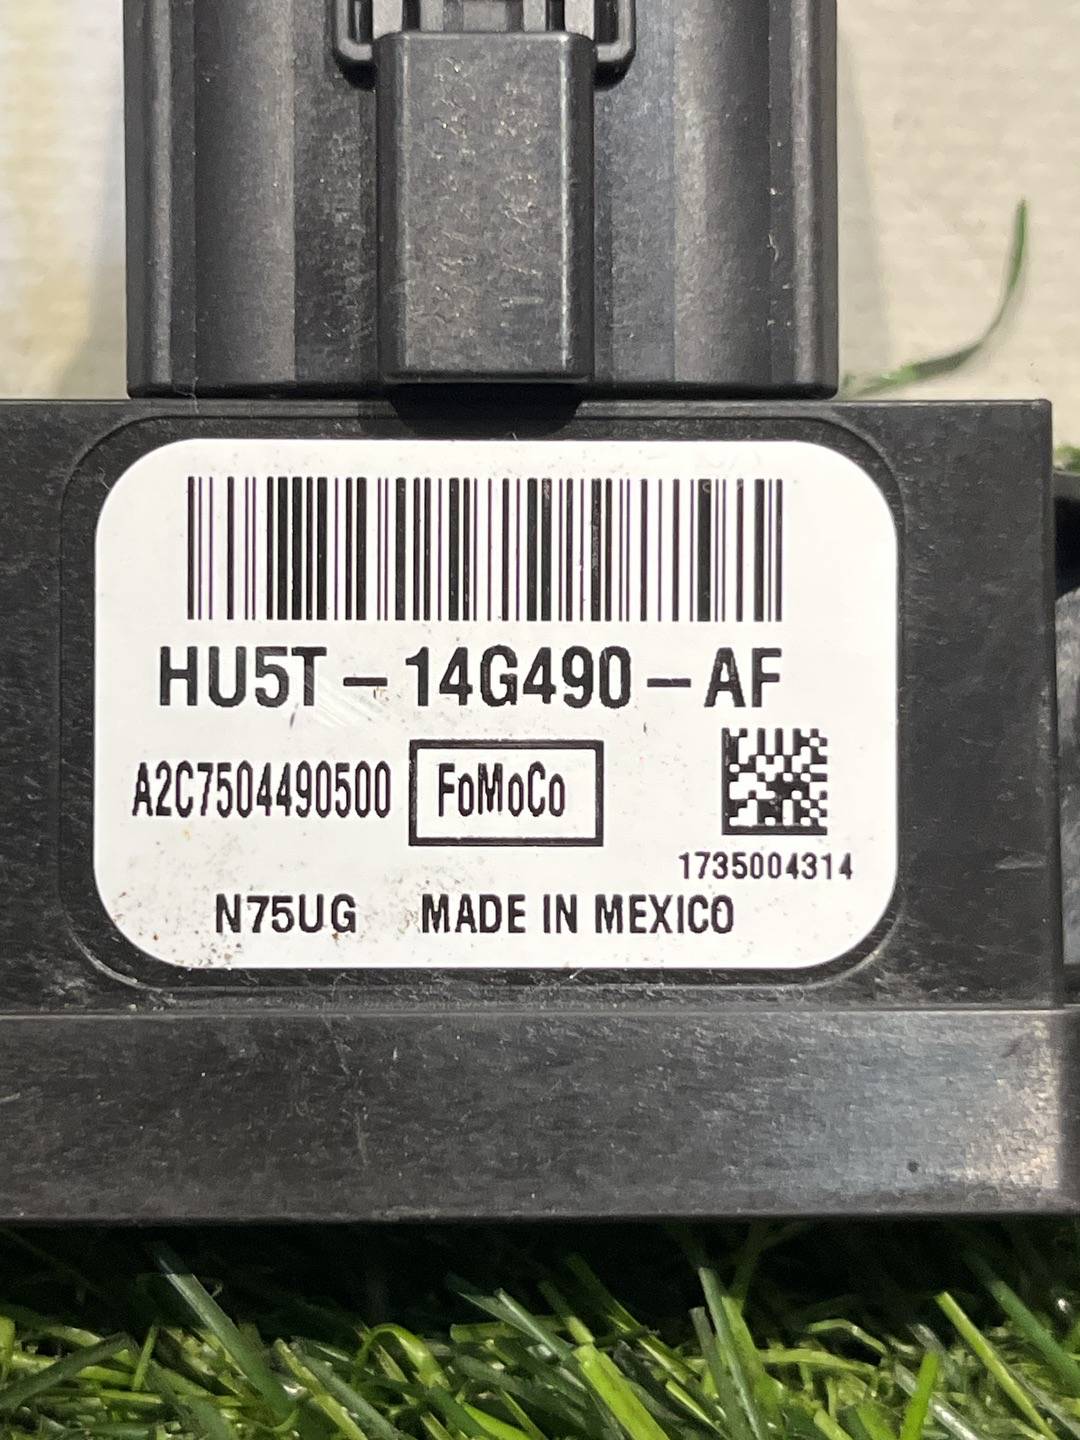 HU5T-14G490-AF
A2C7504490500 FoMoCo
1735004314
N75UG MADE IN MEXICO